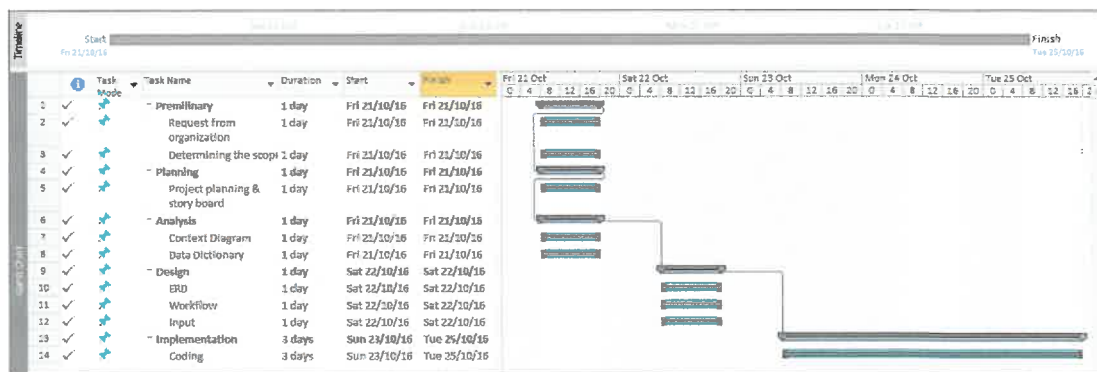 Timeline
Start
Fri 21/10/16
Finish
Tue 25/10/16
Task Mode Task Name Duration Start Finish
Fri 21 Oct Sat 22 Oct Sun 23 Oct Mon 24 Oct Tue 25 Oct
0 4 8 12 16 20 0 4 8 12 16 20 0 4 8 12 16 20 0 4 8 12 16 20 0 4 8 12 16 2
1 Premilinary 1 day Fri 21/10/16 Fri 21/10/16
2 Request from organization 1 day Fri 21/10/16 Fri 21/10/16
3 Determining the scop 1 day Fri 21/10/16 Fri 21/10/16
4 Planning 1 day Fri 21/10/16 Fri 21/10/16
5 Project planning & story board 1 day Fri 21/10/16 Fri 21/10/16
6 Analysis 1 day Fri 21/10/16 Fri 21/10/16
7 Context Diagram 1 day Fri 21/10/16 Fri 21/10/16
8 Data Dictionary 1 day Fri 21/10/16 Fri 21/10/16
9 Design 1 day Sat 22/10/16 Sat 22/10/16
10 ERD 1 day Sat 22/10/16 Sat 22/10/16
11 Workflow 1 day Sat 22/10/16 Sat 22/10/16
12 Input 1 day Sat 22/10/16 Sat 22/10/16
13 Implementation 3 days Sun 23/10/16 Tue 25/10/16
14 Coding 3 days Sun 23/10/16 Tue 25/10/16